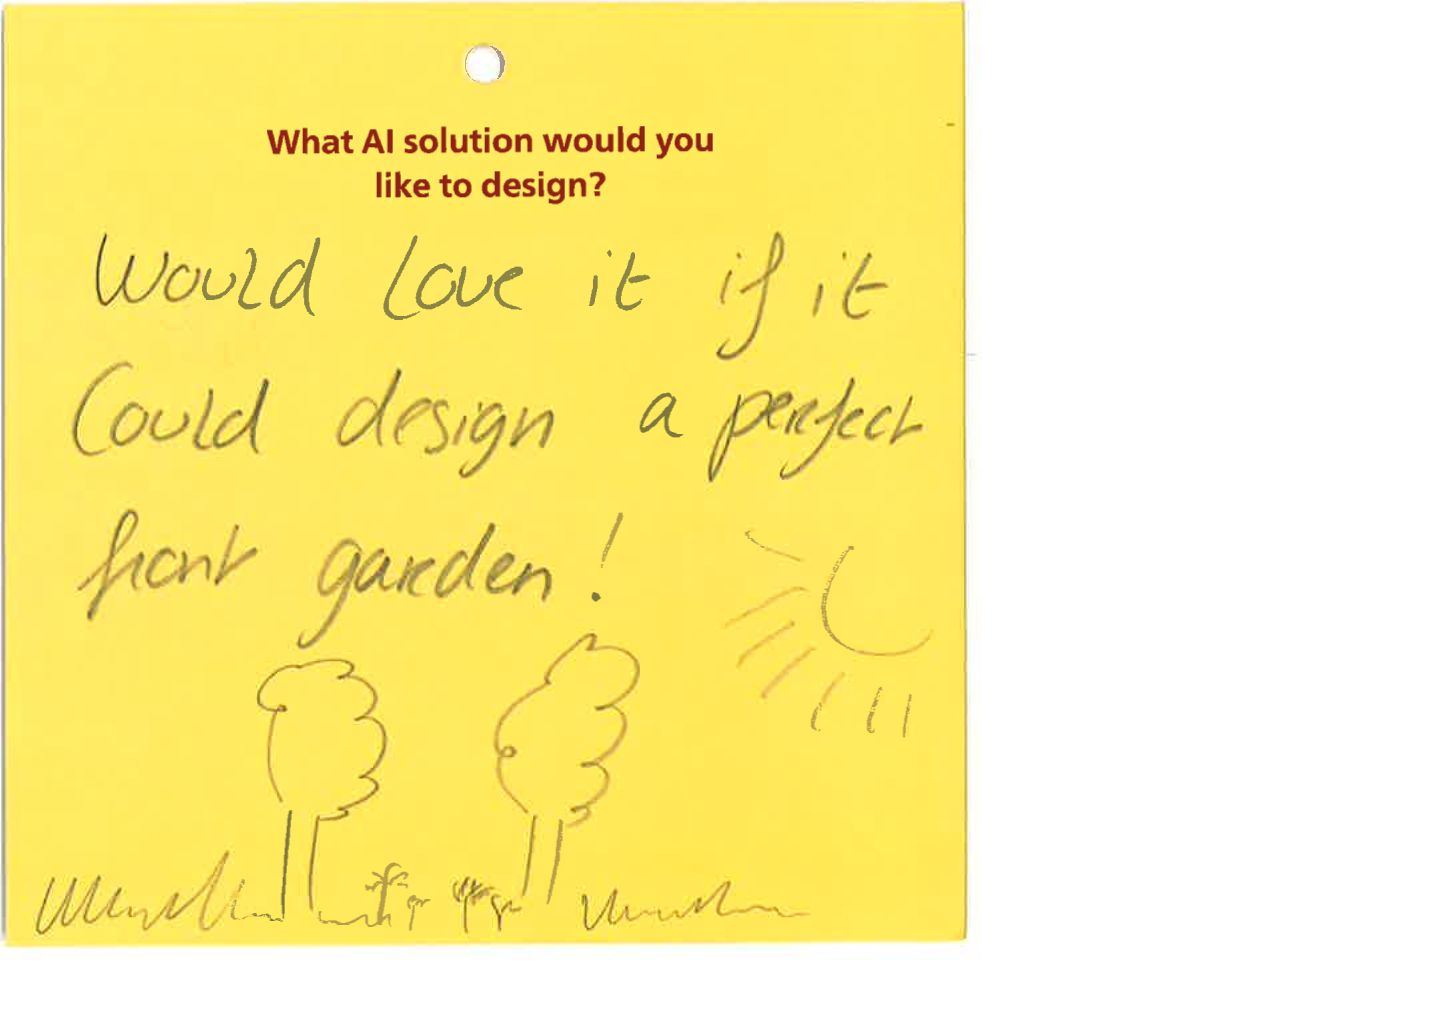 What AI solution would you
like to design?
Would love it if it
Could design a perfect
front garden!